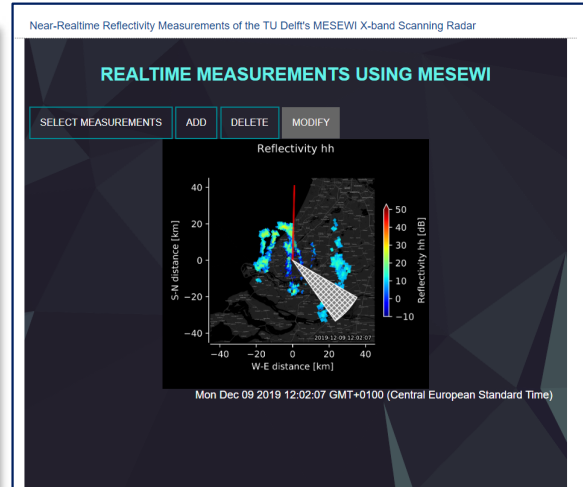 Near-Realtime Reflectivity Measurements of the TU Delft's MESEWI X-band Scanning Radar
REALTIME MEASUREMENTS USING MESEWI
SELECT MEASUREMENTS ADD DELETE MODIFY
Reflectivity hh
S-N distance [km]
40
20
0
−20
−40
−40 −20 0 20 40
W-E distance [km]
50
40
30
20
10
0
−10
Reflectivity hh [dB]
2019-12-09 12:02:07
Mon Dec 09 2019 12:02:07 GMT+0100 (Central European Standard Time)